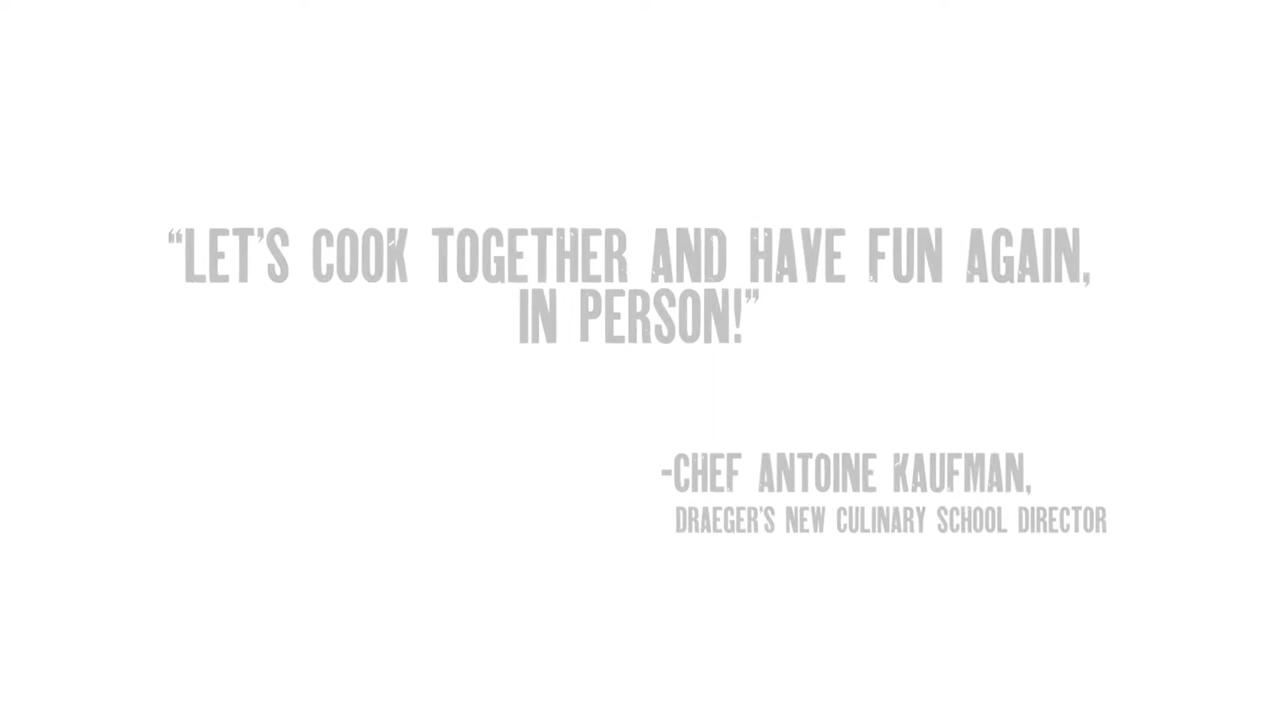 “LET’S COOK TOGETHER AND HAVE FUN AGAIN,
IN PERSON!”
-CHEF ANTOINE KAUFMAN,
DRAEGER’S NEW CULINARY SCHOOL DIRECTOR